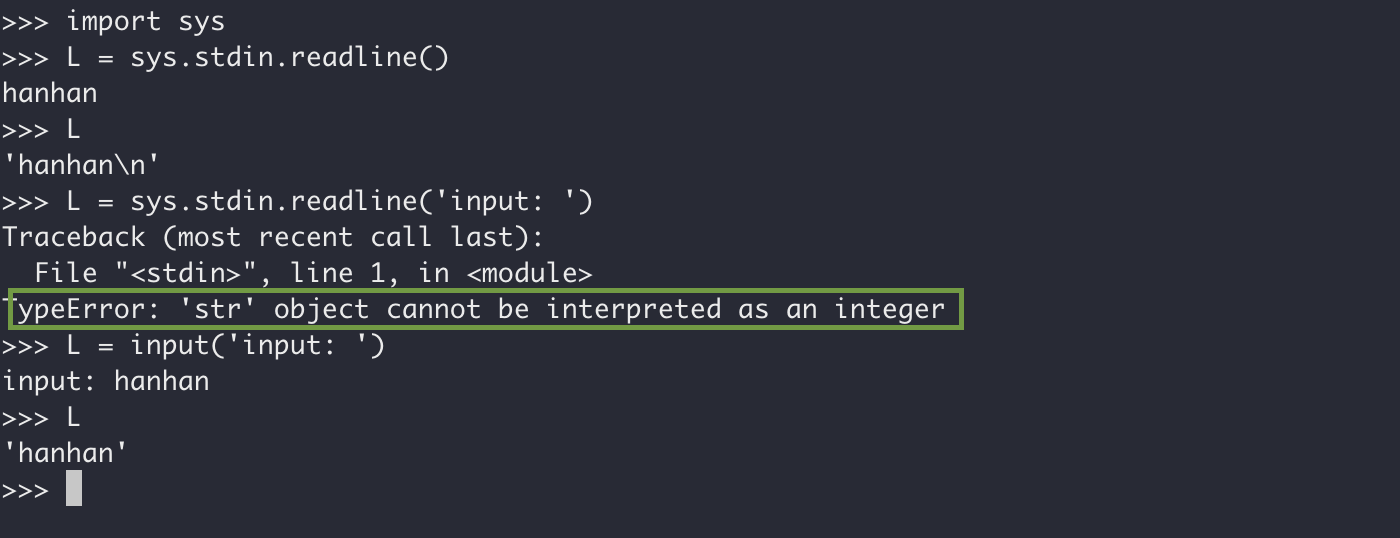 >>> import sys
>>> L = sys.stdin.readline()
hanhan
>>> L
'hanhan\n'
>>> L = sys.stdin.readline('input: ')
Traceback (most recent call last):
  File "<stdin>", line 1, in <module>
TypeError: 'str' object cannot be interpreted as an integer
>>> L = input('input: ')
input: hanhan
>>> L
'hanhan'
>>>